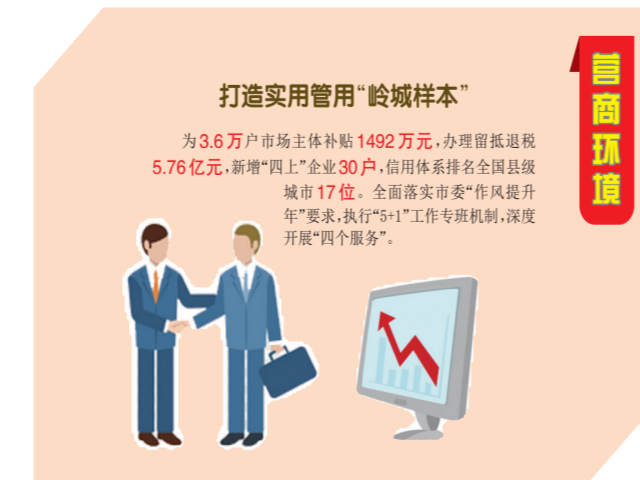 打造实用管用“岭城样本”
为3.6万户市场主体补贴1492万元，办理留抵退税
5.76亿元，新增“四上”企业30户，信用体系排名全国县级
城市17位。全面落实市委“作风提升
年”要求，执行“5+1”工作专班机制，深度
开展“四个服务”。
营商环境